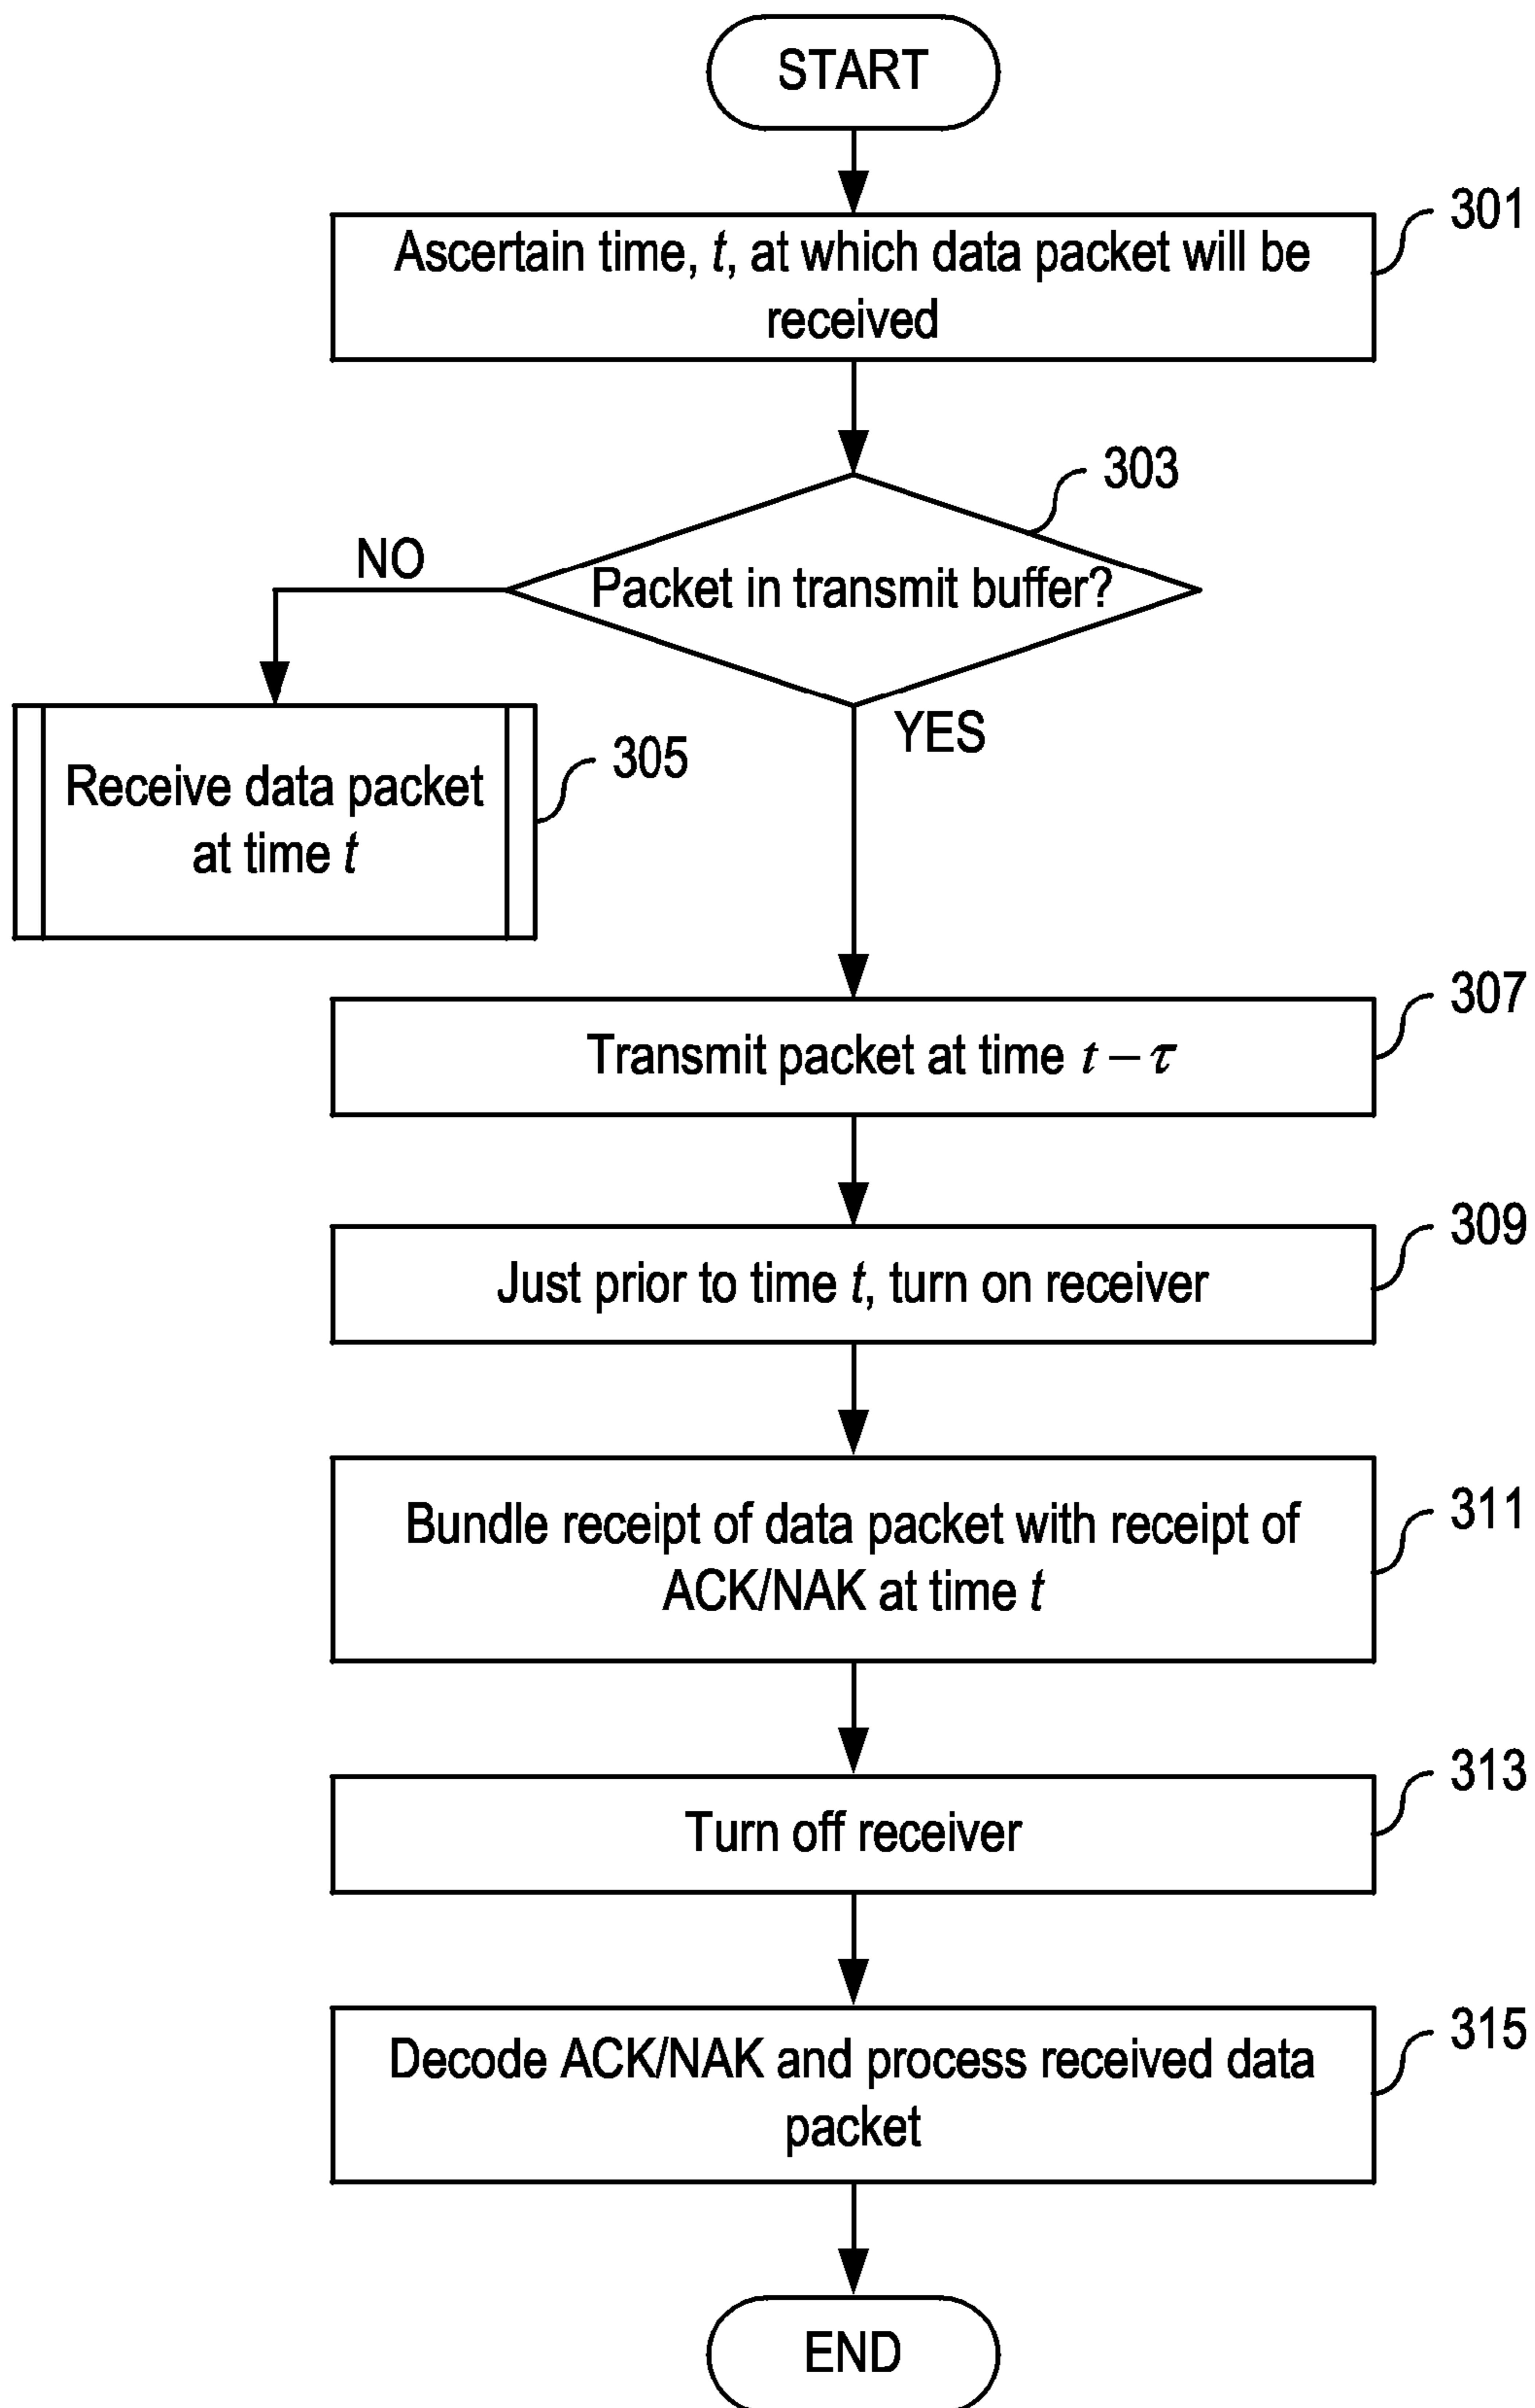 START
301
Ascertain time, t, at which data packet will be
received
303
NO
Packet in transmit buffer?
YES
305
Receive data packet
at time t
307
Transmit packet at time t − τ
309
Just prior to time t, turn on receiver
311
Bundle receipt of data packet with receipt of
ACK/NAK at time t
313
Turn off receiver
315
Decode ACK/NAK and process received data
packet
END